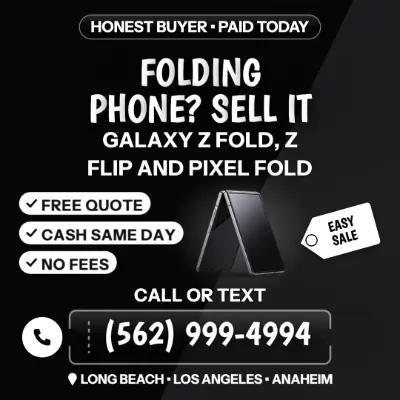 HONEST BUYER • PAID TODAY
FOLDING
PHONE? SELL IT
GALAXY Z FOLD, Z
FLIP AND PIXEL FOLD
FREE QUOTE
CASH SAME DAY
NO FEES
EASY
SALE
CALL OR TEXT
(562) 999-4994
LONG BEACH • LOS ANGELES • ANAHEIM